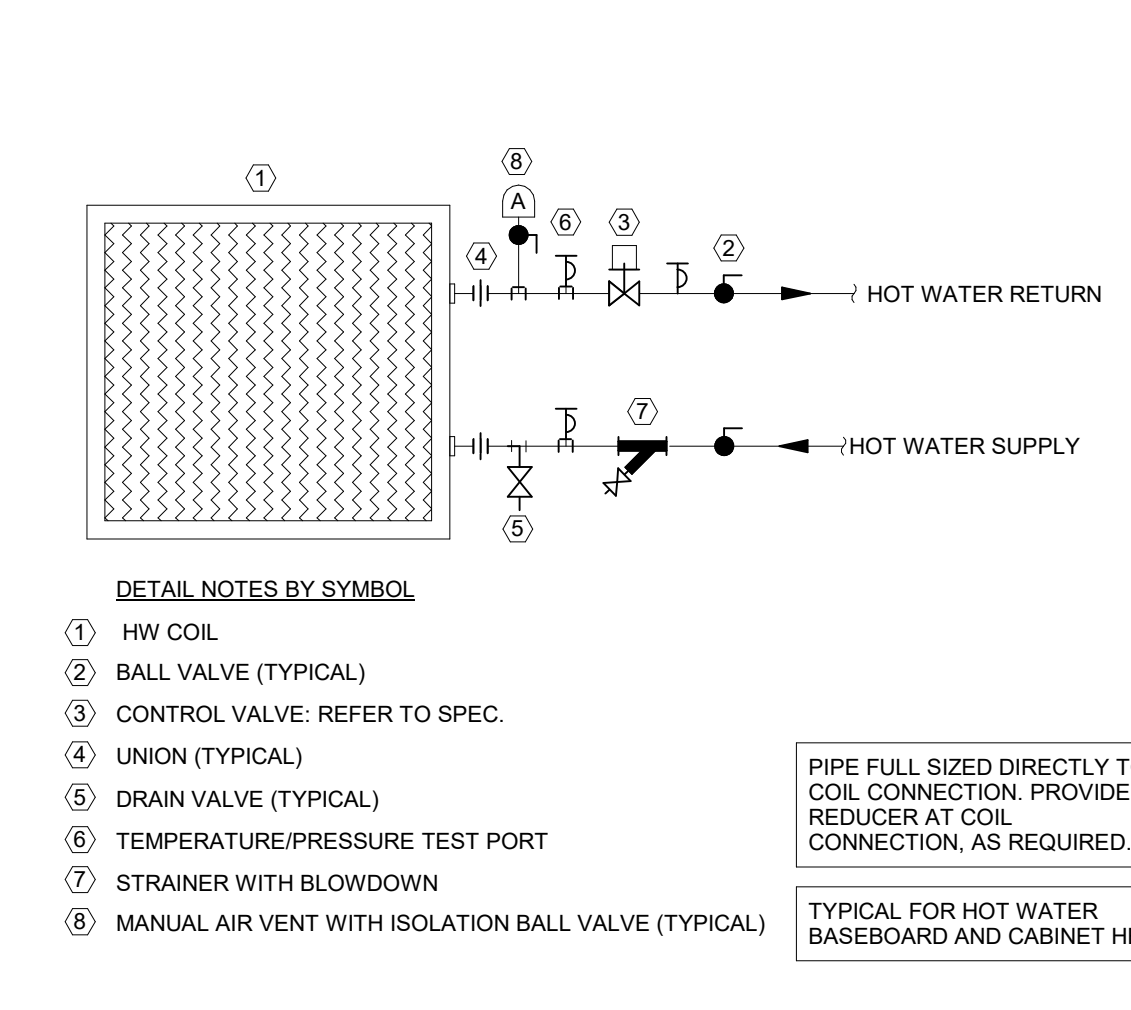 1
8
A
4
6
3
2
HOT WATER RETURN
7
HOT WATER SUPPLY
5
DETAIL NOTES BY SYMBOL
1 HW COIL
2 BALL VALVE (TYPICAL)
3 CONTROL VALVE: REFER TO SPEC.
4 UNION (TYPICAL)
5 DRAIN VALVE (TYPICAL)
6 TEMPERATURE/PRESSURE TEST PORT
7 STRAINER WITH BLOWDOWN
8 MANUAL AIR VENT WITH ISOLATION BALL VALVE (TYPICAL)
PIPE FULL SIZED DIRECTLY
COIL CONNECTION. PROVIDE
REDUCER AT COIL
CONNECTION, AS REQUIRED.
TYPICAL FOR HOT WATER
BASEBOARD AND CABINET